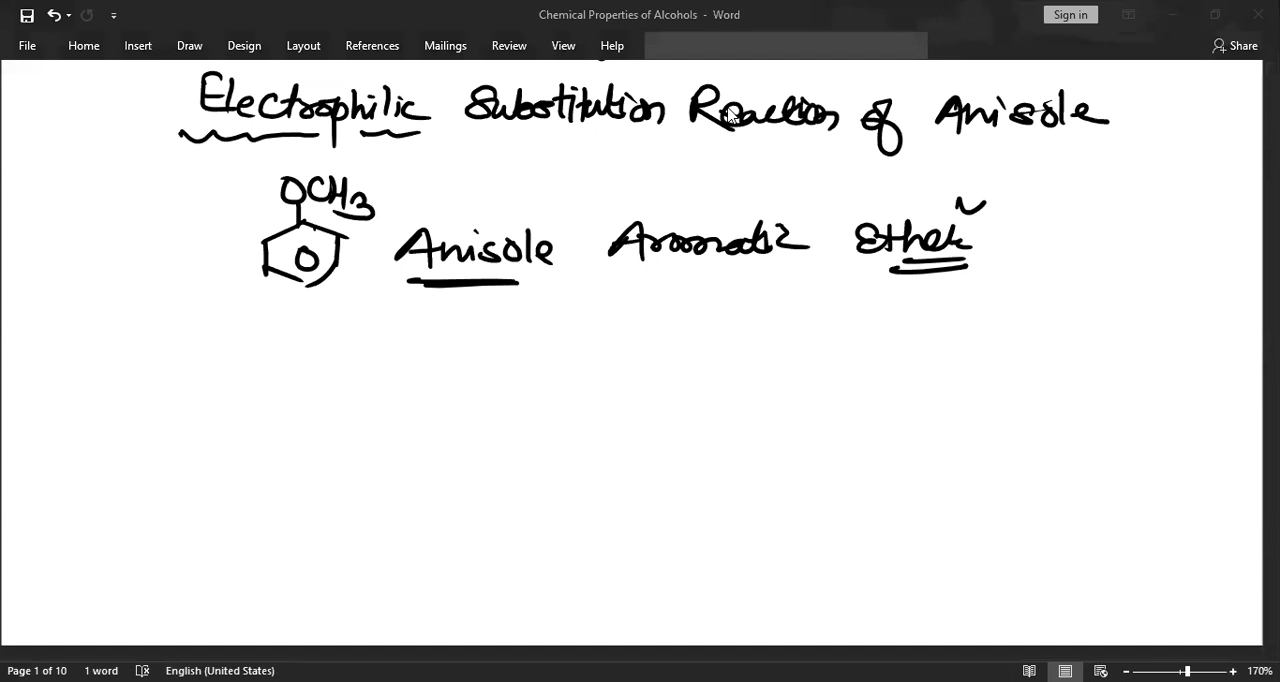 Chemical Properties of Alcohols - Word
Sign in
File Home Insert Draw Design Layout References Mailings Review View Help Share
Electrophilic Substitution Reaction of Anisole
OCH3
Anisole Aromatic Ether
Page 1 of 10 1 word English (United States) 170%